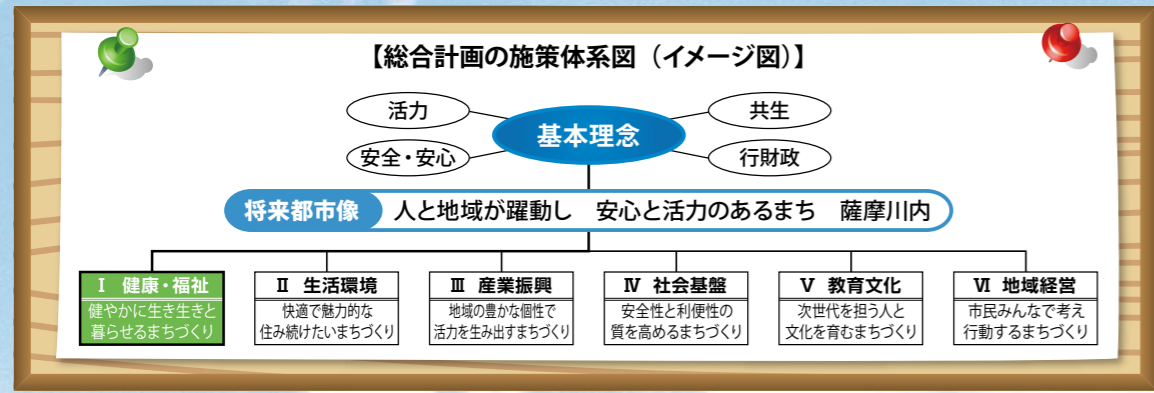 【総合計画の施策体系図（イメージ図）】
活力
共生
基本理念
安全・安心
行財政
将来都市像 人と地域が躍動し 安心と活力のあるまち 薩摩川内
Ⅰ 健康・福祉
健やかに生き生きと
暮らせるまちづくり
Ⅱ 生活環境
快適で魅力的な
住み続けたいまちづくり
Ⅲ 産業振興
地域の豊かな個性で
活力を生み出すまちづくり
Ⅳ 社会基盤
安全性と利便性の
質を高めるまちづくり
Ⅴ 教育文化
次世代を担う人と
文化を育むまちづくり
Ⅵ 地域経営
市民みんなで考え
行動するまちづくり